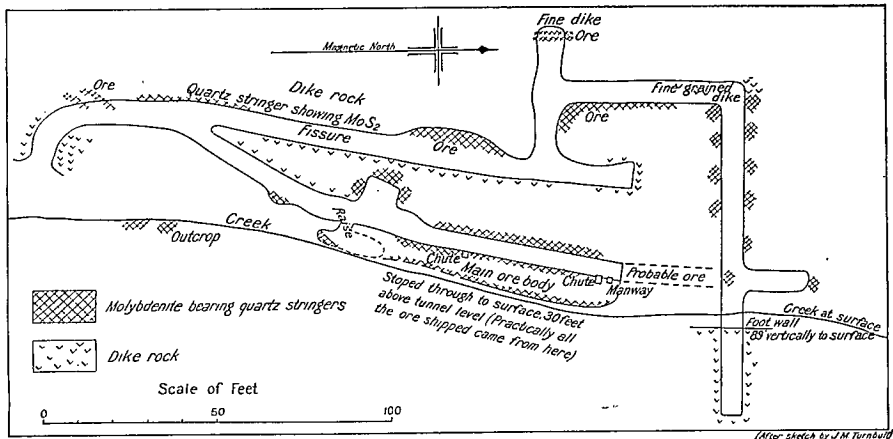 Fine dike
Ore
Magnetic North
Ore
Dike rock
Quartz stringer showing MoS2
Fine grained
dike
Fissure
Ore
Ore
Creek
Raise
Outcrop
Chute
Main ore body
Chute
Manway
Probable ore
Stoped through to surface. 30 feet
above tunnel level (Practically all
the ore shipped came from here)
Creek at surface
Foot wall
89' vertically to surface
Molybdenite bearing quartz stringers
Dike rock
Scale of Feet
0 50 100
(After sketch by J M Turnbull)